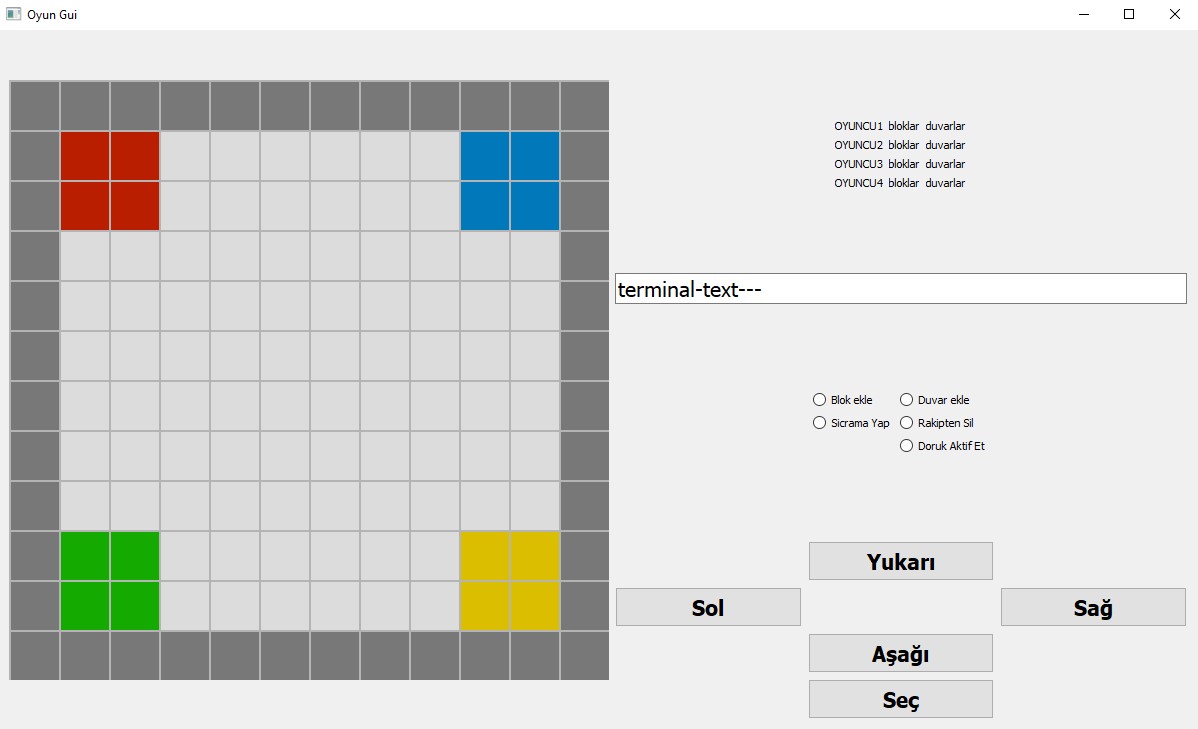 Oyun Gui
OYUNCU1 bloklar duvarlar
OYUNCU2 bloklar duvarlar
OYUNCU3 bloklar duvarlar
OYUNCU4 bloklar duvarlar
terminal-text---
Blok ekle Duvar ekle
Sicrama Yap Rakipten Sil
Doruk Aktif Et
Yukarı
Sol Sağ
Aşağı
Seç